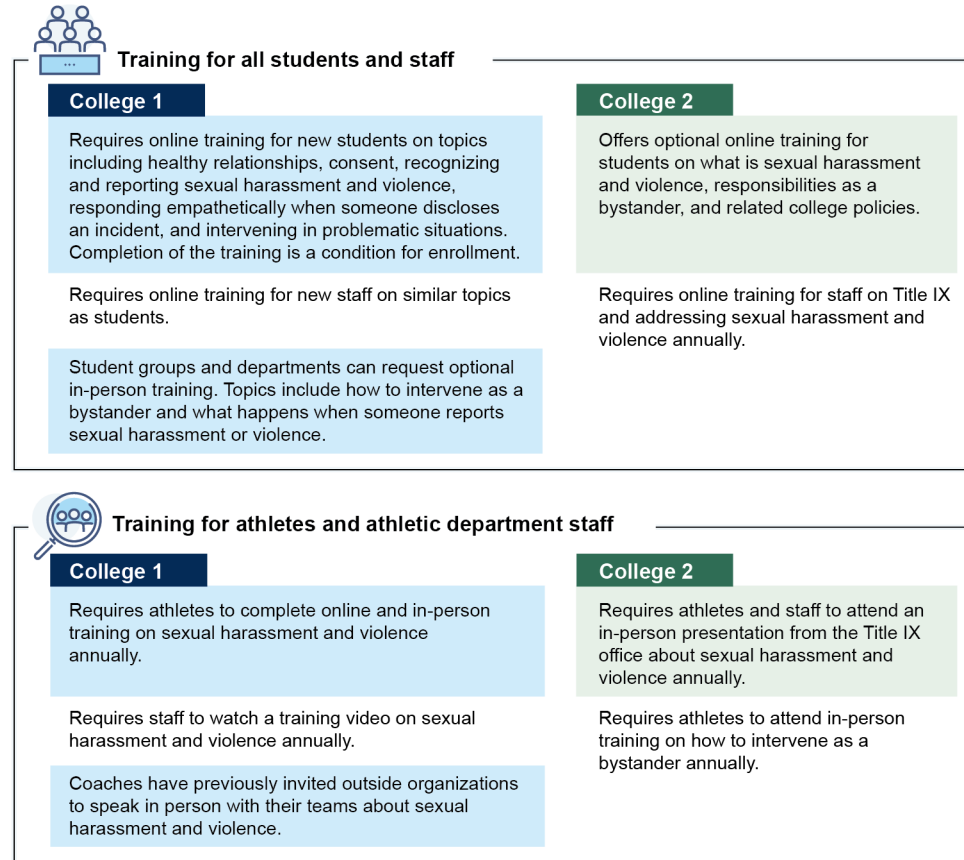 Training for all students and staff
College 1
Requires online training for new students on topics
including healthy relationships, consent, recognizing
and reporting sexual harassment and violence,
responding empathetically when someone discloses
an incident, and intervening in problematic situations.
Completion of the training is a condition for enrollment.
Requires online training for new staff on similar topics
as students.
Student groups and departments can request optional
in-person training. Topics include how to intervene as a
bystander and what happens when someone reports
sexual harassment or violence.
College 2
Offers optional online training for
students on what is sexual harassment
and violence, responsibilities as a
bystander, and related college policies.
Requires online training for staff on Title IX
and addressing sexual harassment and
violence annually.
Training for athletes and athletic department staff
College 1
Requires athletes to complete online and in-person
training on sexual harassment and violence
annually.
Requires staff to watch a training video on sexual
harassment and violence annually.
Coaches have previously invited outside organizations
to speak in person with their teams about sexual
harassment and violence.
College 2
Requires athletes and staff to attend an
in-person presentation from the Title IX
office about sexual harassment and
violence annually.
Requires athletes to attend in-person
training on how to intervene as a
bystander annually.